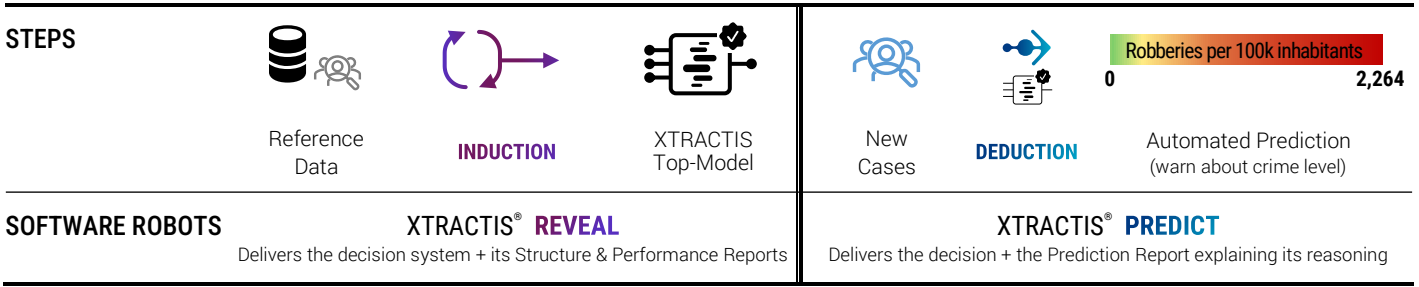 STEPS
Robberies per 100k inhabitants
0
2,264
Reference
Data
INDUCTION
XTRACTIS
Top-Model
New
Cases
DEDUCTION
Automated Prediction
(warn about crime level)
SOFTWARE ROBOTS
XTRACTIS® REVEAL
Delivers the decision system + its Structure & Performance Reports
XTRACTIS® PREDICT
Delivers the decision + the Prediction Report explaining its reasoning